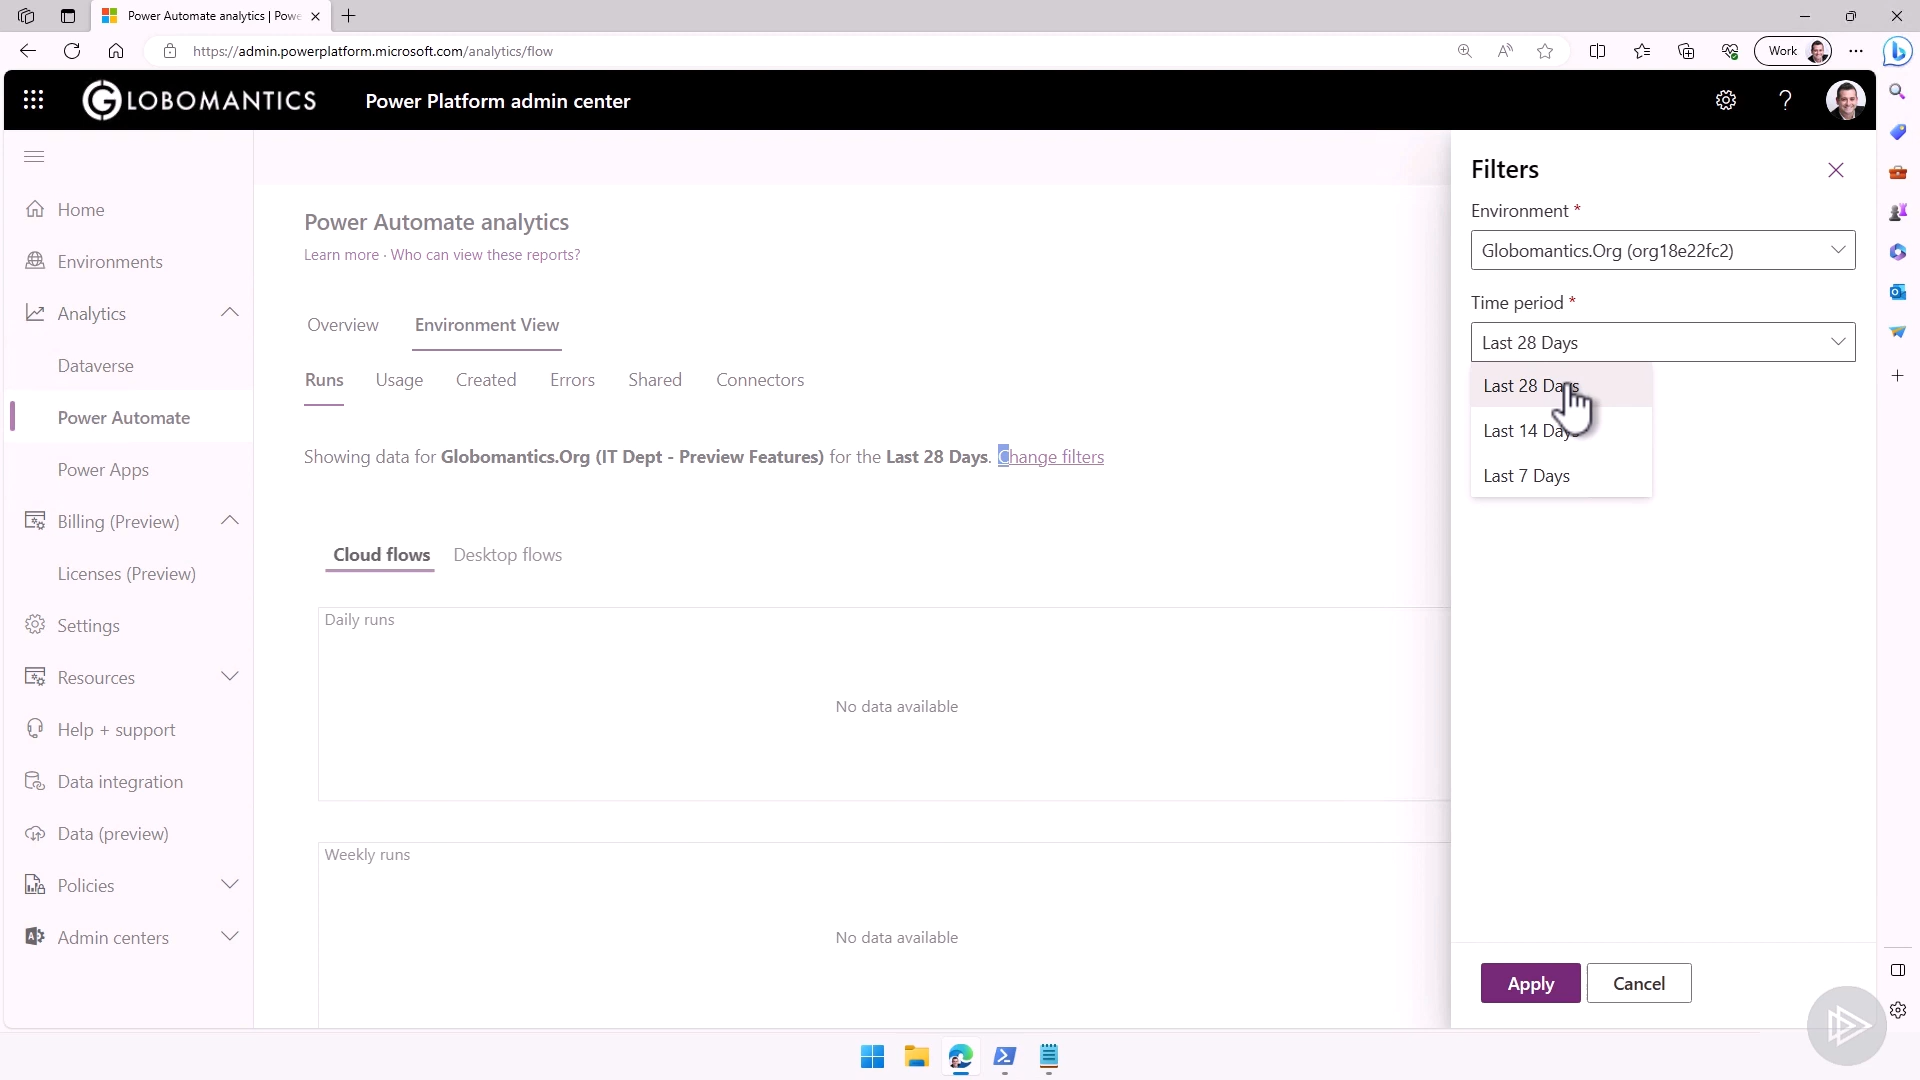 Power Automate analytics | Powe
https://admin.powerplatform.microsoft.com/analytics/flow
Work
GLOBOMANTICS
Power Platform admin center
Home
Environments
Analytics
Dataverse
Power Automate
Power Apps
Billing (Preview)
Licenses (Preview)
Settings
Resources
Help + support
Data integration
Data (preview)
Policies
Admin centers
Power Automate analytics
Learn more · Who can view these reports?
Overview Environment View
Runs Usage Created Errors Shared Connectors
Showing data for Globomantics.Org (IT Dept - Preview Features) for the Last 28 Days. Change filters
Cloud flows Desktop flows
Daily runs
No data available
Weekly runs
No data available
Filters
Environment *
Globomantics.Org (org18e22fc2)
Time period *
Last 28 Days
Last 28 Days
Last 14 Days
Last 7 Days
Apply Cancel